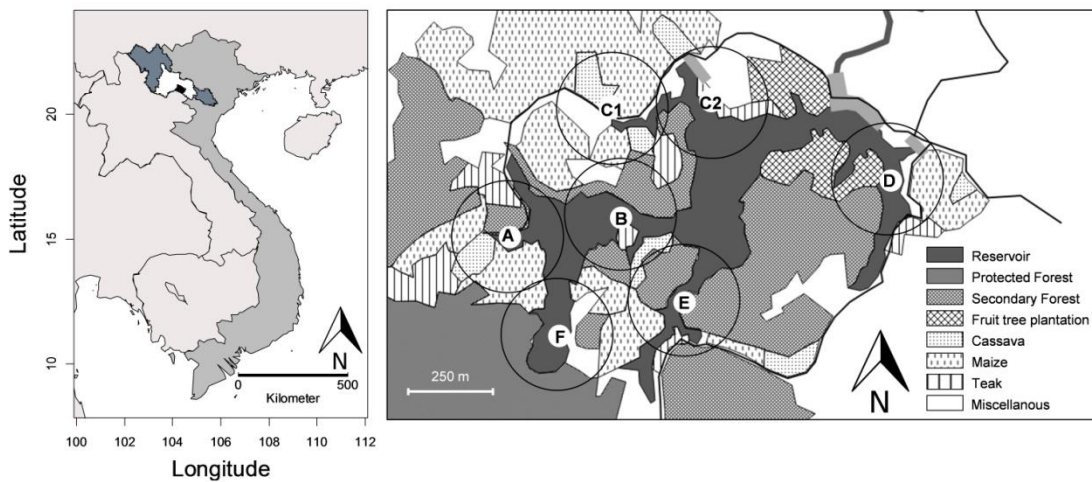 Latitude
20
15
10
N
0
500
Kilometer
100 102 104 106 108 110 112
Longitude
C1
C2
D
B
A
E
F
250 m
N
Reservoir
Protected Forest
Secondary Forest
Fruit tree plantation
Cassava
Maize
Teak
Miscellanous